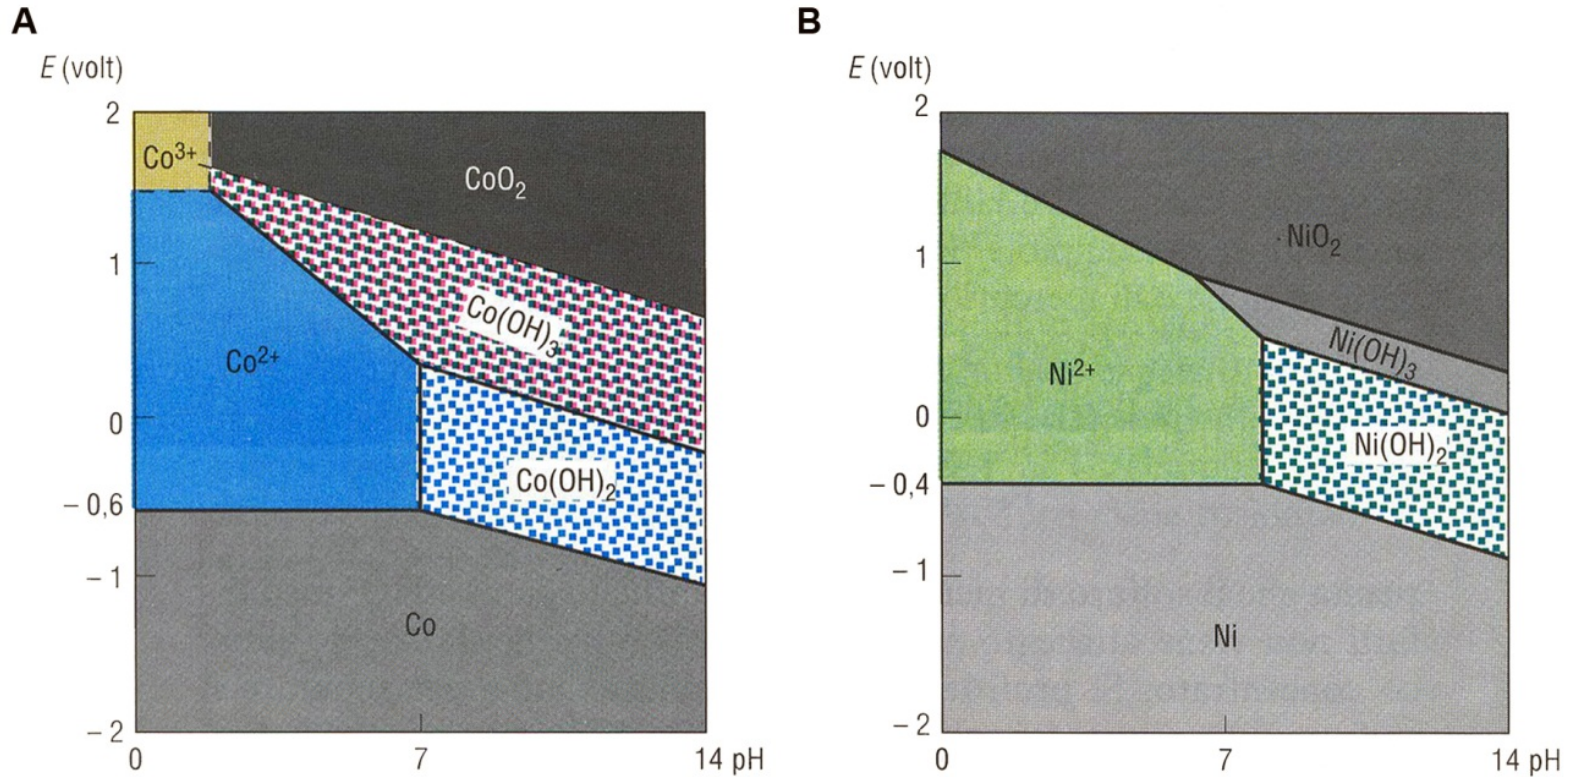 A
E (volt)
2
1
0
– 0,6
– 1
– 2
0
7
14 pH
Co³⁺
CoO₂
Co(OH)₃
Co²⁺
Co(OH)₂
Co
B
E (volt)
2
1
0
– 0,4
– 1
– 2
0
7
14 pH
NiO₂
Ni(OH)₃
Ni²⁺
Ni(OH)₂
Ni